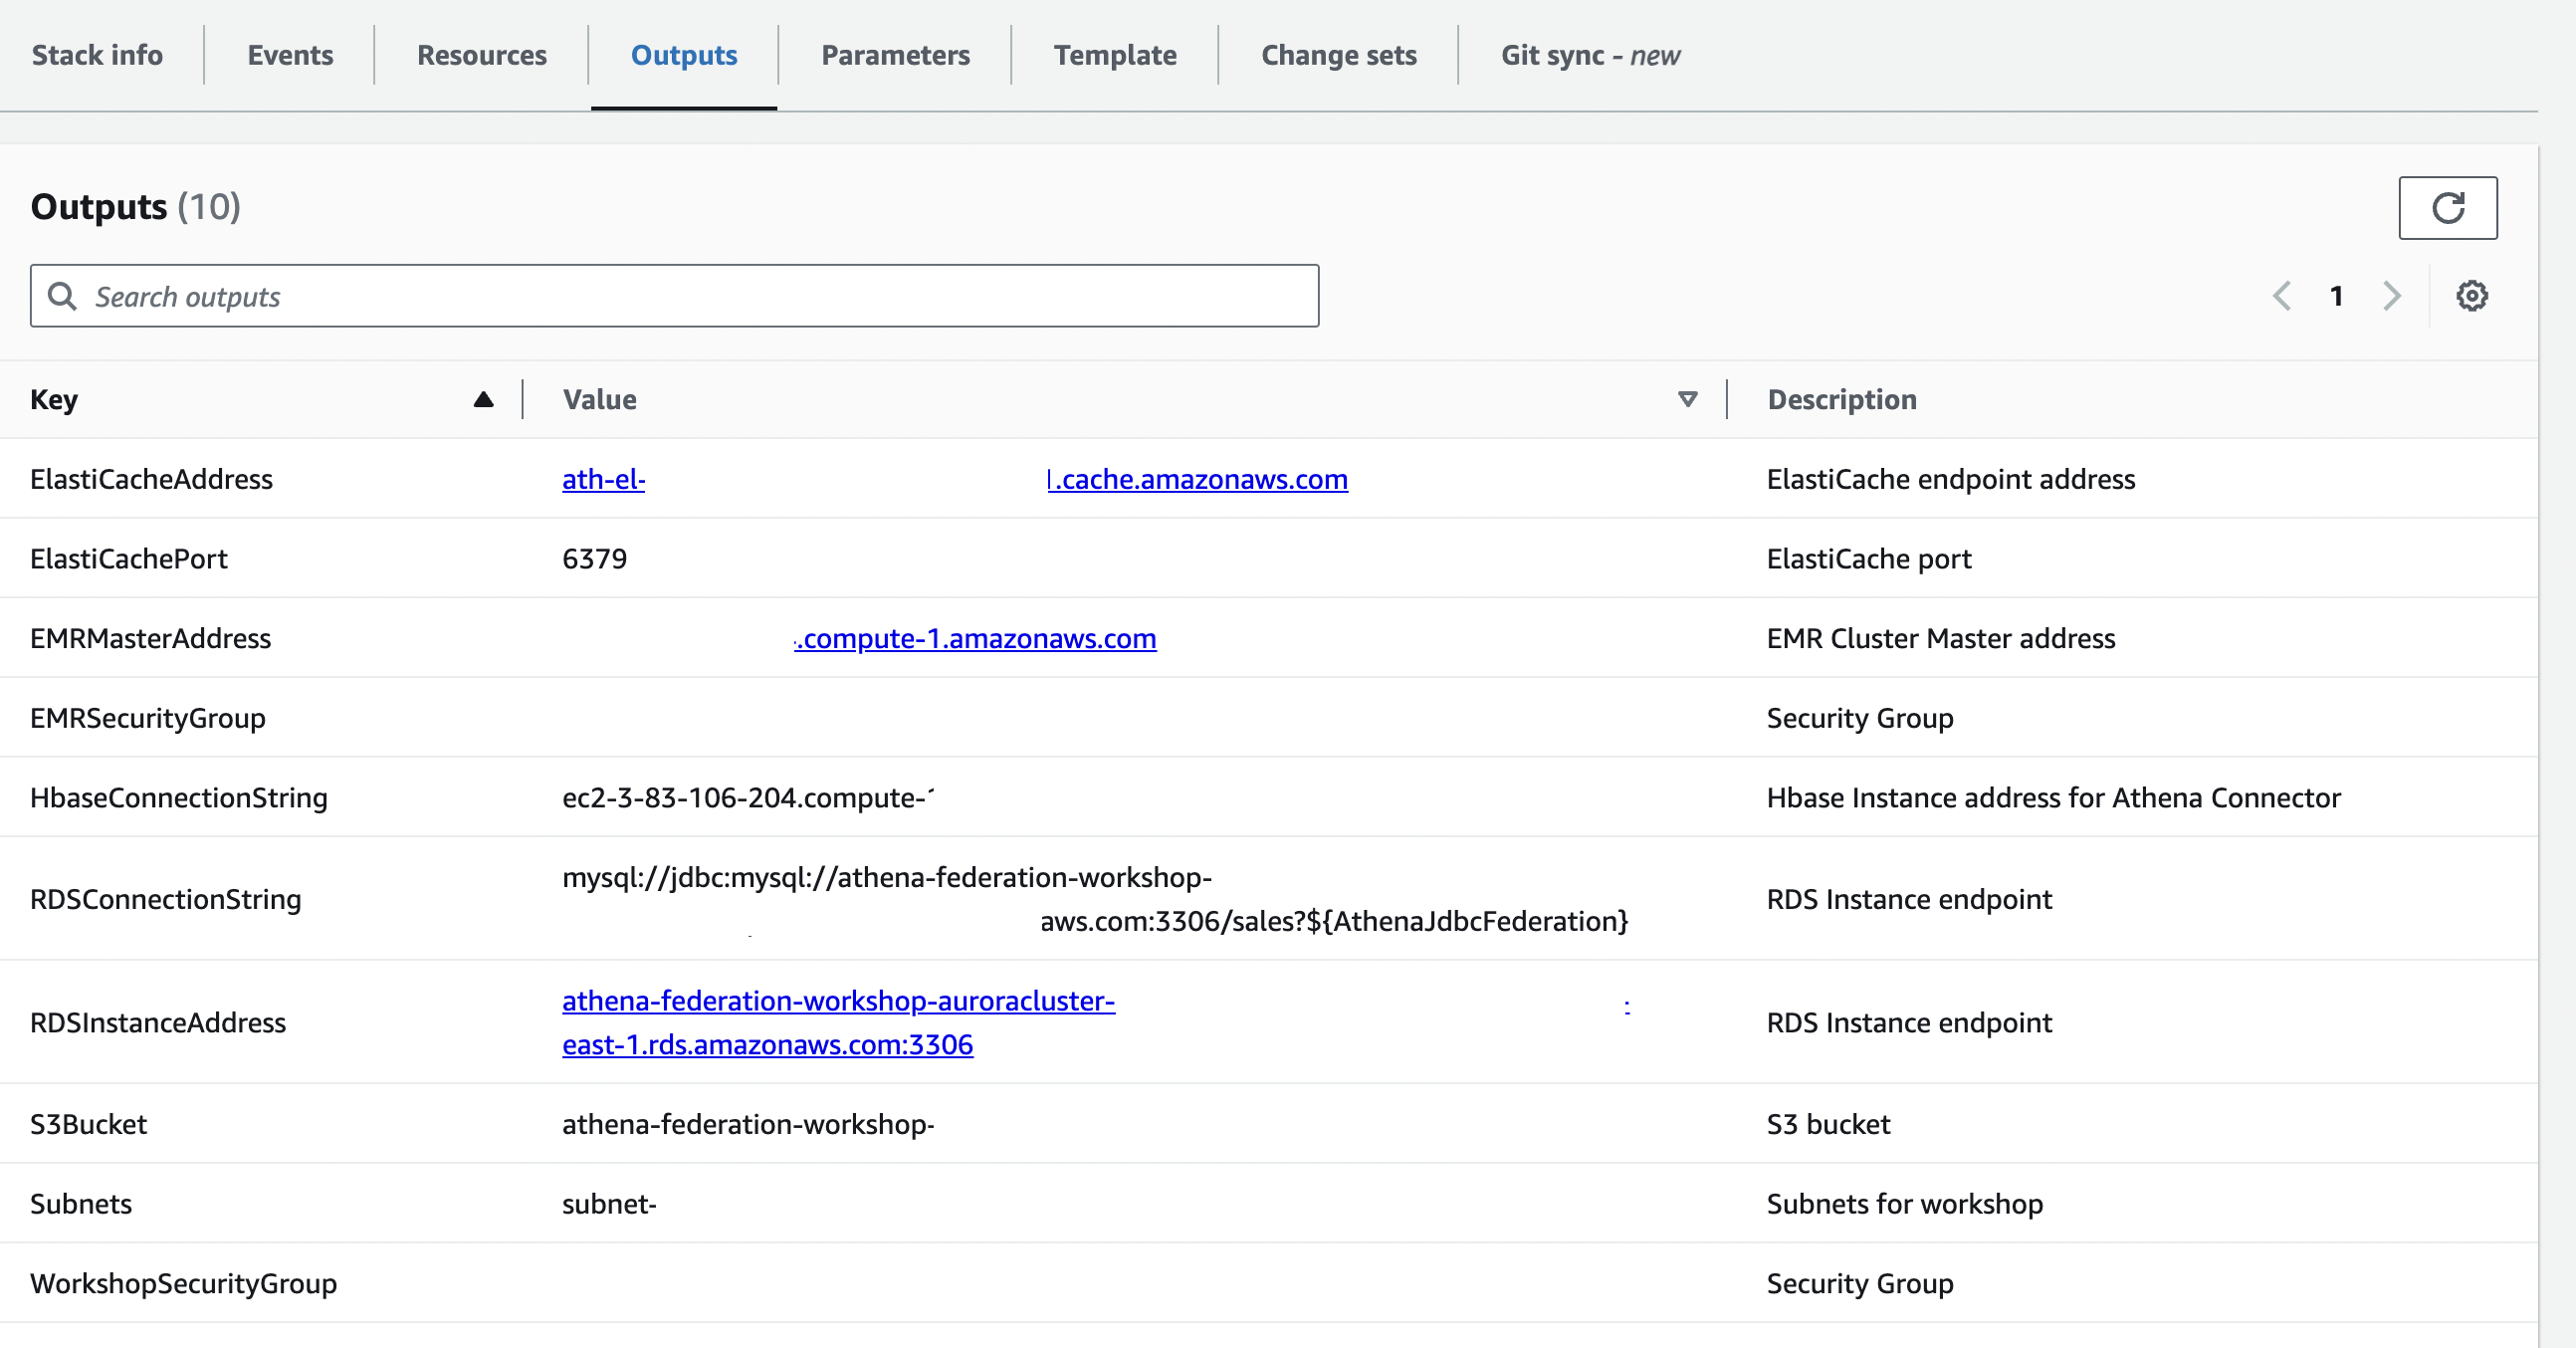 Stack info Events Resources Outputs Parameters Template Change sets Git sync - new
Outputs (10)
Search outputs
1
Key Value Description
ElastiCacheAddress ath-el- .cache.amazonaws.com ElastiCache endpoint address
ElastiCachePort 6379 ElastiCache port
EMRMasterAddress .compute-1.amazonaws.com EMR Cluster Master address
EMRSecurityGroup Security Group
HbaseConnectionString ec2-3-83-106-204.compute- Hbase Instance address for Athena Connector
RDSConnectionString mysql://jdbc:mysql://athena-federation-workshop- RDS Instance endpoint
aws.com:3306/sales?${AthenaJdbcFederation}
RDSInstanceAddress athena-federation-workshop-auroracluster- RDS Instance endpoint
east-1.rds.amazonaws.com:3306
S3Bucket athena-federation-workshop- S3 bucket
Subnets subnet- Subnets for workshop
WorkshopSecurityGroup Security Group